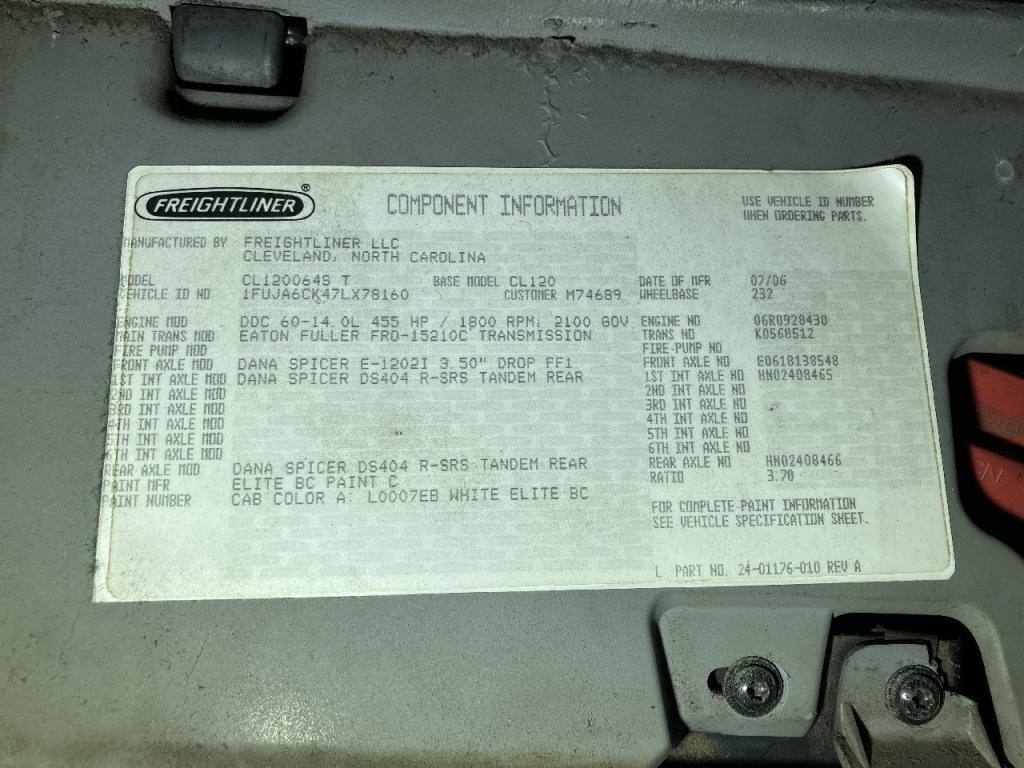 FREIGHTLINER ®
COMPONENT INFORMATION
USE VEHICLE ID NUMBER
WHEN ORDERING PARTS.
MANUFACTURED BY FREIGHTLINER LLC
CLEVELAND, NORTH CAROLINA
MODEL CL120064S T BASE MODEL CL120 DATE OF MFR 07/06
VEHICLE ID NO 1FUJA6CK47LX78160 CUSTOMER M74689 WHEELBASE 232
ENGINE MOD DDC 60-14.0L 455 HP / 1800 RPM; 2100 GOV ENGINE NO 06R0928430
MAIN TRANS MOD EATON FULLER FRO-15210C TRANSMISSION TRANS NO K0568512
FIRE PUMP MOD FIRE-PUMP NO
FRONT AXLE MOD DANA SPICER E-1202I 3.50" DROP FF1 FRONT AXLE NO E0618138548
1ST INT AXLE MOD DANA SPICER DS404 R-SRS TANDEM REAR 1ST INT AXLE NO HN02408465
2ND INT AXLE MOD 2ND INT AXLE NO
3RD INT AXLE MOD 3RD INT AXLE NO
4TH INT AXLE MOD 4TH INT AXLE NO
5TH INT AXLE MOD 5TH INT AXLE NO
6TH INT AXLE MOD 6TH INT AXLE NO
REAR AXLE MOD DANA SPICER DS404 R-SRS TANDEM REAR REAR AXLE NO HN02408466
PAINT MFR ELITE BC PAINT C RATIO 3.70
PAINT NUMBER CAB COLOR A: L0007EB WHITE ELITE BC
FOR COMPLETE PAINT INFORMATION
SEE VEHICLE SPECIFICATION SHEET.
L PART NO. 24-01176-010 REV A